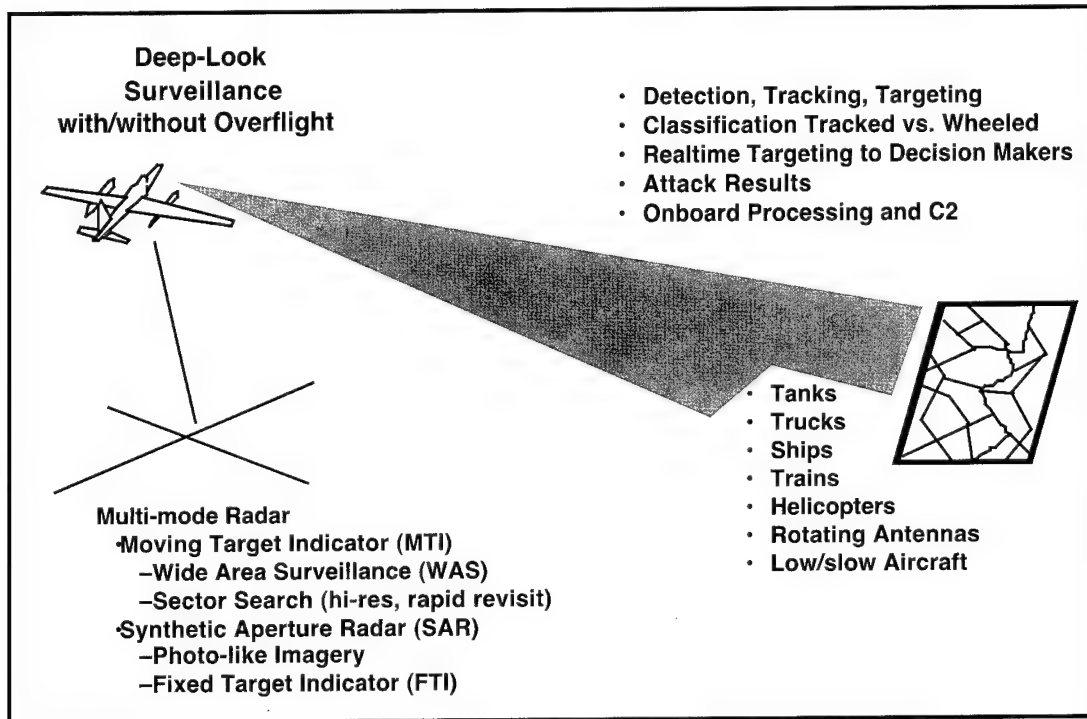 Deep-Look
Surveillance
with/without Overflight
· Detection, Tracking, Targeting
· Classification Tracked vs. Wheeled
· Realtime Targeting to Decision Makers
· Attack Results
· Onboard Processing and C2
· Tanks
· Trucks
· Ships
· Trains
· Helicopters
· Rotating Antennas
· Low/slow Aircraft
Multi-mode Radar
·Moving Target Indicator (MTI)
–Wide Area Surveillance (WAS)
–Sector Search (hi-res, rapid revisit)
·Synthetic Aperture Radar (SAR)
–Photo-like Imagery
–Fixed Target Indicator (FTI)